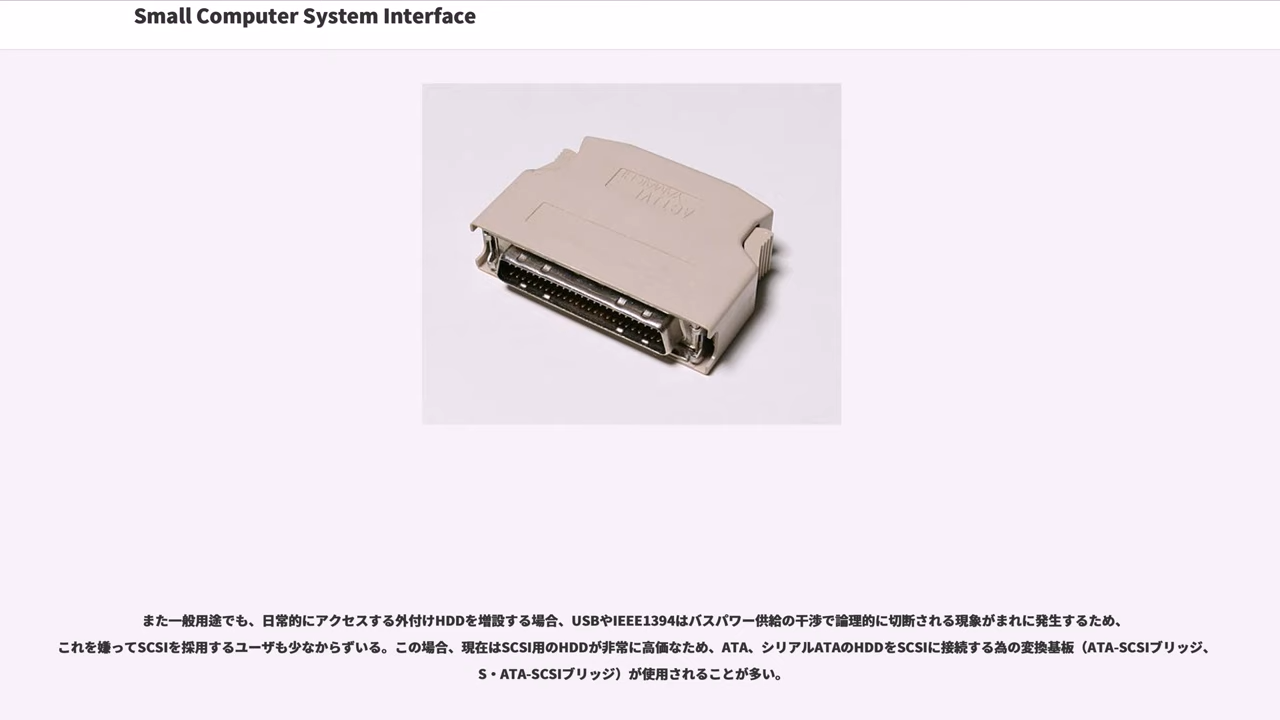 Small Computer System Interface
また一般用途でも、日常的にアクセスする外付けHDDを増設する場合、USBやIEEE1394はバスパワー供給の干渉で論理的に切断される現象がまれに発生するため、
これを嫌ってSCSIを採用するユーザも少なからずいる。この場合、現在はSCSI用のHDDが非常に高価なため、ATA、シリアルATAのHDDをSCSIに接続する為の変換基板（ATA-SCSIブリッジ、
S・ATA-SCSIブリッジ）が使用されることが多い。